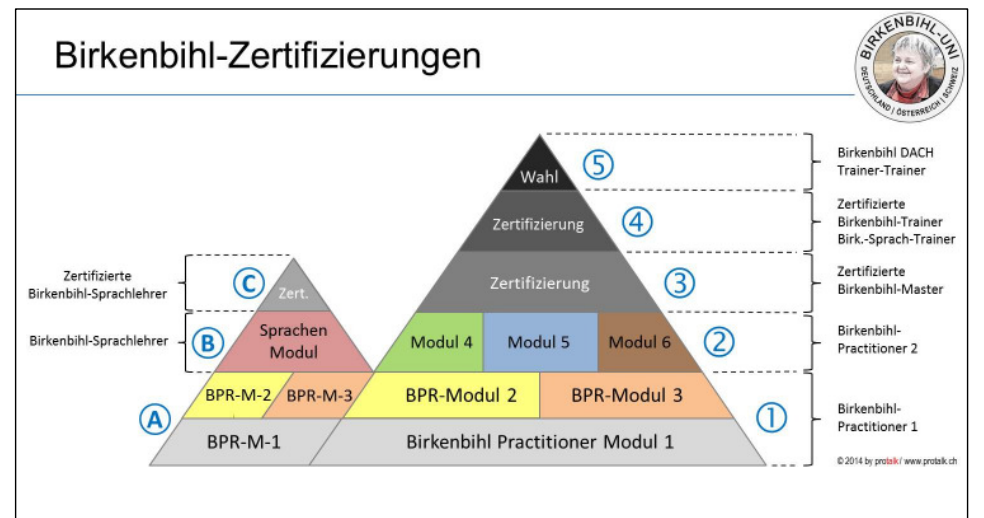 Birkenbihl-Zertifizierungen
BIRKENBIHL-UNI
DEUTSCHLAND | ÖSTERREICH | SCHWEIZ
Wahl
5
Birkenbihl DACH
Trainer-Trainer
Zertifizierung
4
Zertifizierte
Birkenbihl-Trainer
Birk.-Sprach-Trainer
Zertifizierte
Birkenbihl-Sprachlehrer
C
Zert.
Zertifizierung
3
Zertifizierte
Birkenbihl-Master
Birkenbihl-Sprachlehrer
B
Sprachen
Modul
Modul 4
Modul 5
Modul 6
2
Birkenbihl-
Practitioner 2
A
BPR-M-2
BPR-M-3
BPR-Modul 2
BPR-Modul 3
1
Birkenbihl-
Practitioner 1
BPR-M-1
Birkenbihl Practitioner Modul 1
© 2014 by protalk/ www.protalk.ch